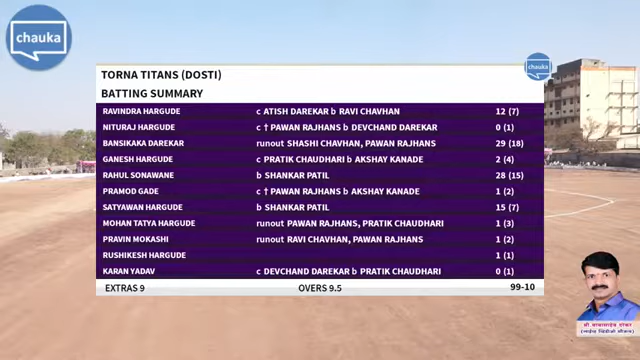 chauka
chauka
TORNA TITANS (DOSTI)
BATTING SUMMARY
RAVINDRA HARGUDE c ATISH DAREKAR b RAVI CHAVHAN 12 (7)
NITURAJ HARGUDE c † PAWAN RAJHANS b DEVCHAND DAREKAR 0 (1)
BANSIKAKA DAREKAR runout SHASHI CHAVHAN, PAWAN RAJHANS 29 (18)
GANESH HARGUDE c PRATIK CHAUDHARI b AKSHAY KANADE 2 (4)
RAHUL SONAWANE b SHANKAR PATIL 28 (15)
PRAMOD GADE c † PAWAN RAJHANS b AKSHAY KANADE 1 (2)
SATYAWAN HARGUDE b SHANKAR PATIL 15 (7)
MOHAN TATYA HARGUDE runout PAWAN RAJHANS, PRATIK CHAUDHARI 1 (3)
PRAVIN MOKASHI runout RAVI CHAVHAN, PAWAN RAJHANS 1 (2)
RUSHIKESH HARGUDE 1 (1)
KARAN YADAV c DEVCHAND DAREKAR b PRATIK CHAUDHARI 0 (1)
EXTRAS 9 OVERS 9.5 99-10